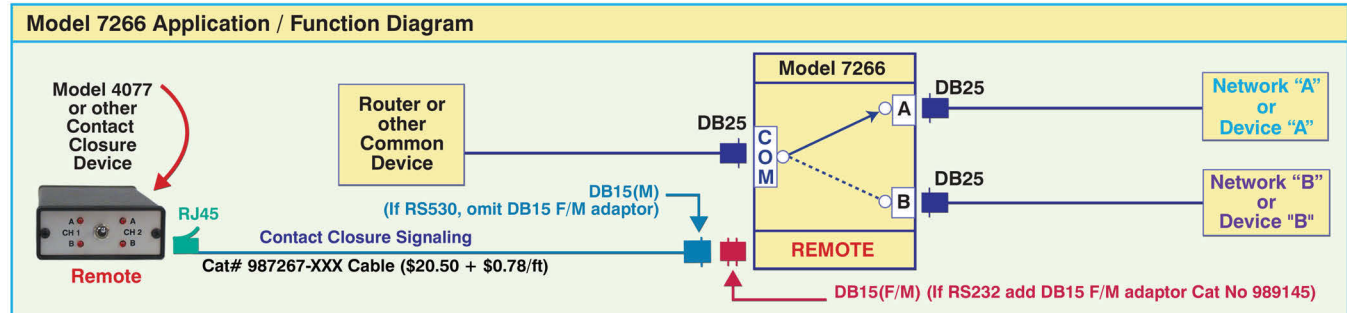 Model 7266 Application / Function Diagram
Model 4077
or other
Contact
Closure
Device
A
A
CH 1
CH 2
B
B
Remote
RJ45
Router or
other
Common
Device
DB15(M)
(If RS530, omit DB15 F/M adaptor)
Contact Closure Signaling
Cat# 987267-XXX Cable ($20.50 + $0.78/ft)
DB25
Model 7266
C
O
M
A
B
REMOTE
DB25
DB25
Network “A”
or
Device “A”
Network “B”
or
Device "B"
DB15(F/M) (If RS232 add DB15 F/M adaptor Cat No 989145)